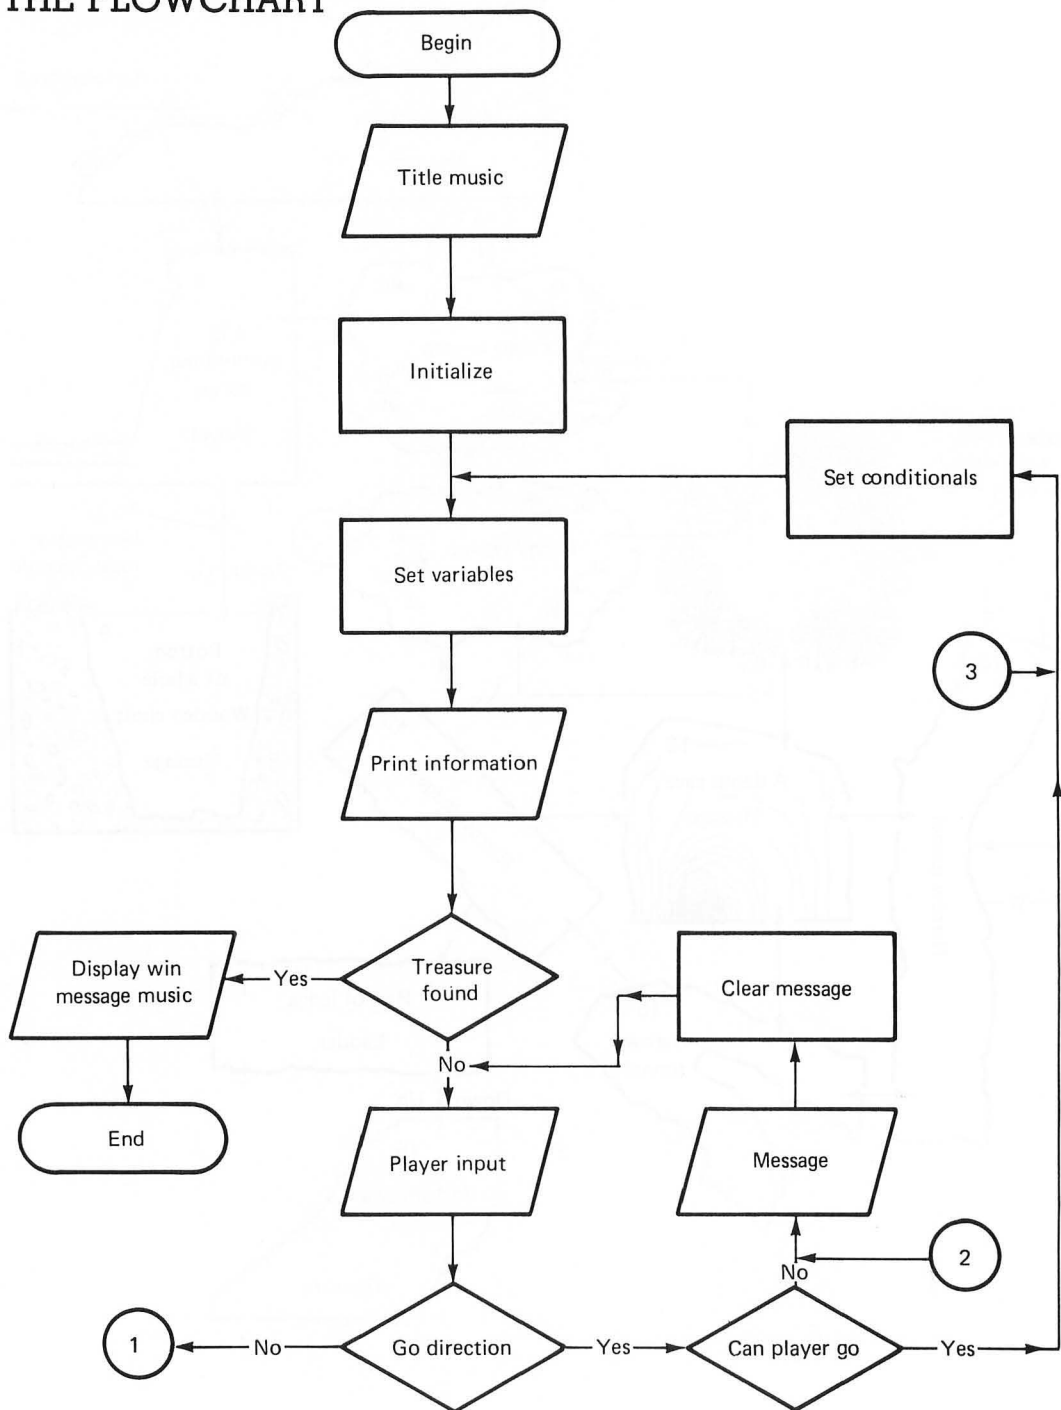 THE FLOWCHART
Begin
Title music
Initialize
Set conditionals
Set variables
3
Print information
Treasure
found
Yes
Display win
message music
No
Clear message
End
Player input
Message
2
No
Go direction
No
1
Yes
Can player go
Yes